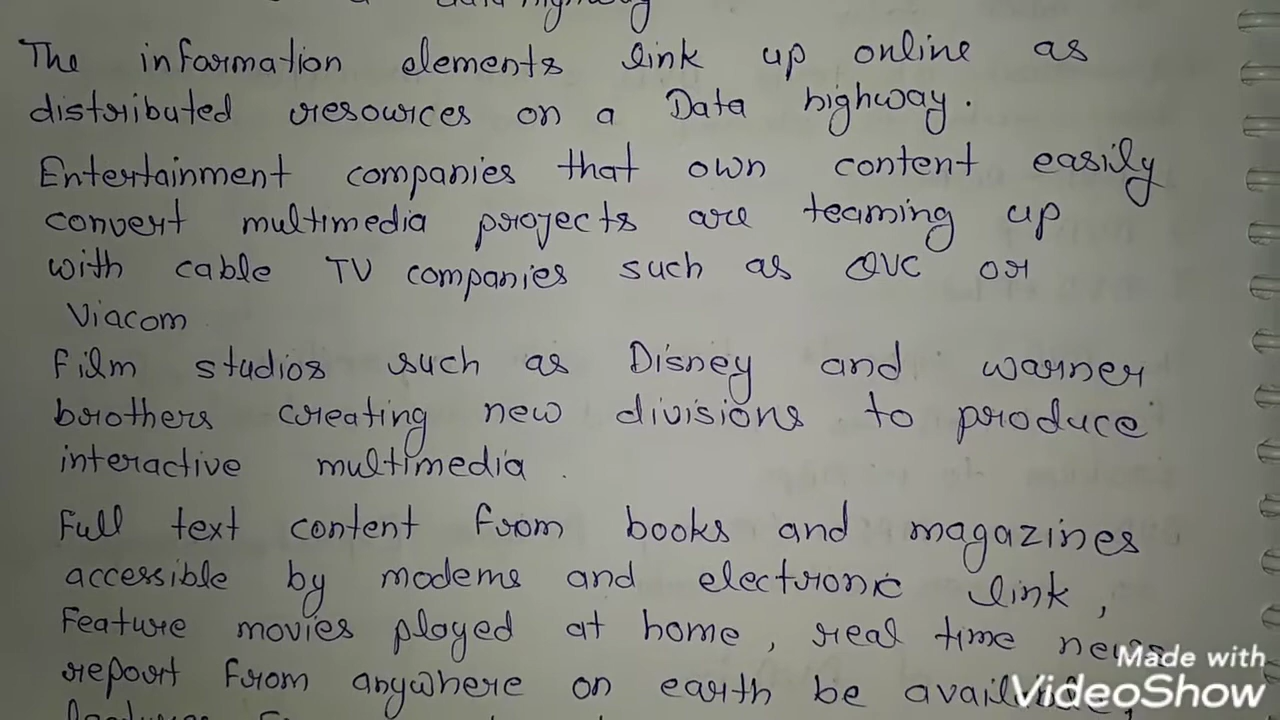 Data highway
The information elements link up online as
distributed resources on a Data highway.
Entertainment companies that own content easily
convert multimedia projects are teaming up
with cable TV companies such as QVC or
Viacom
Film studios such as Disney and warner
brothers creating new divisions to produce
interactive multimedia.
Full text content from books and magazines
accessible by modems and electronic link,
Feature movies played at home, real time news
report from anywhere on earth be available,
Made with
VideoShow